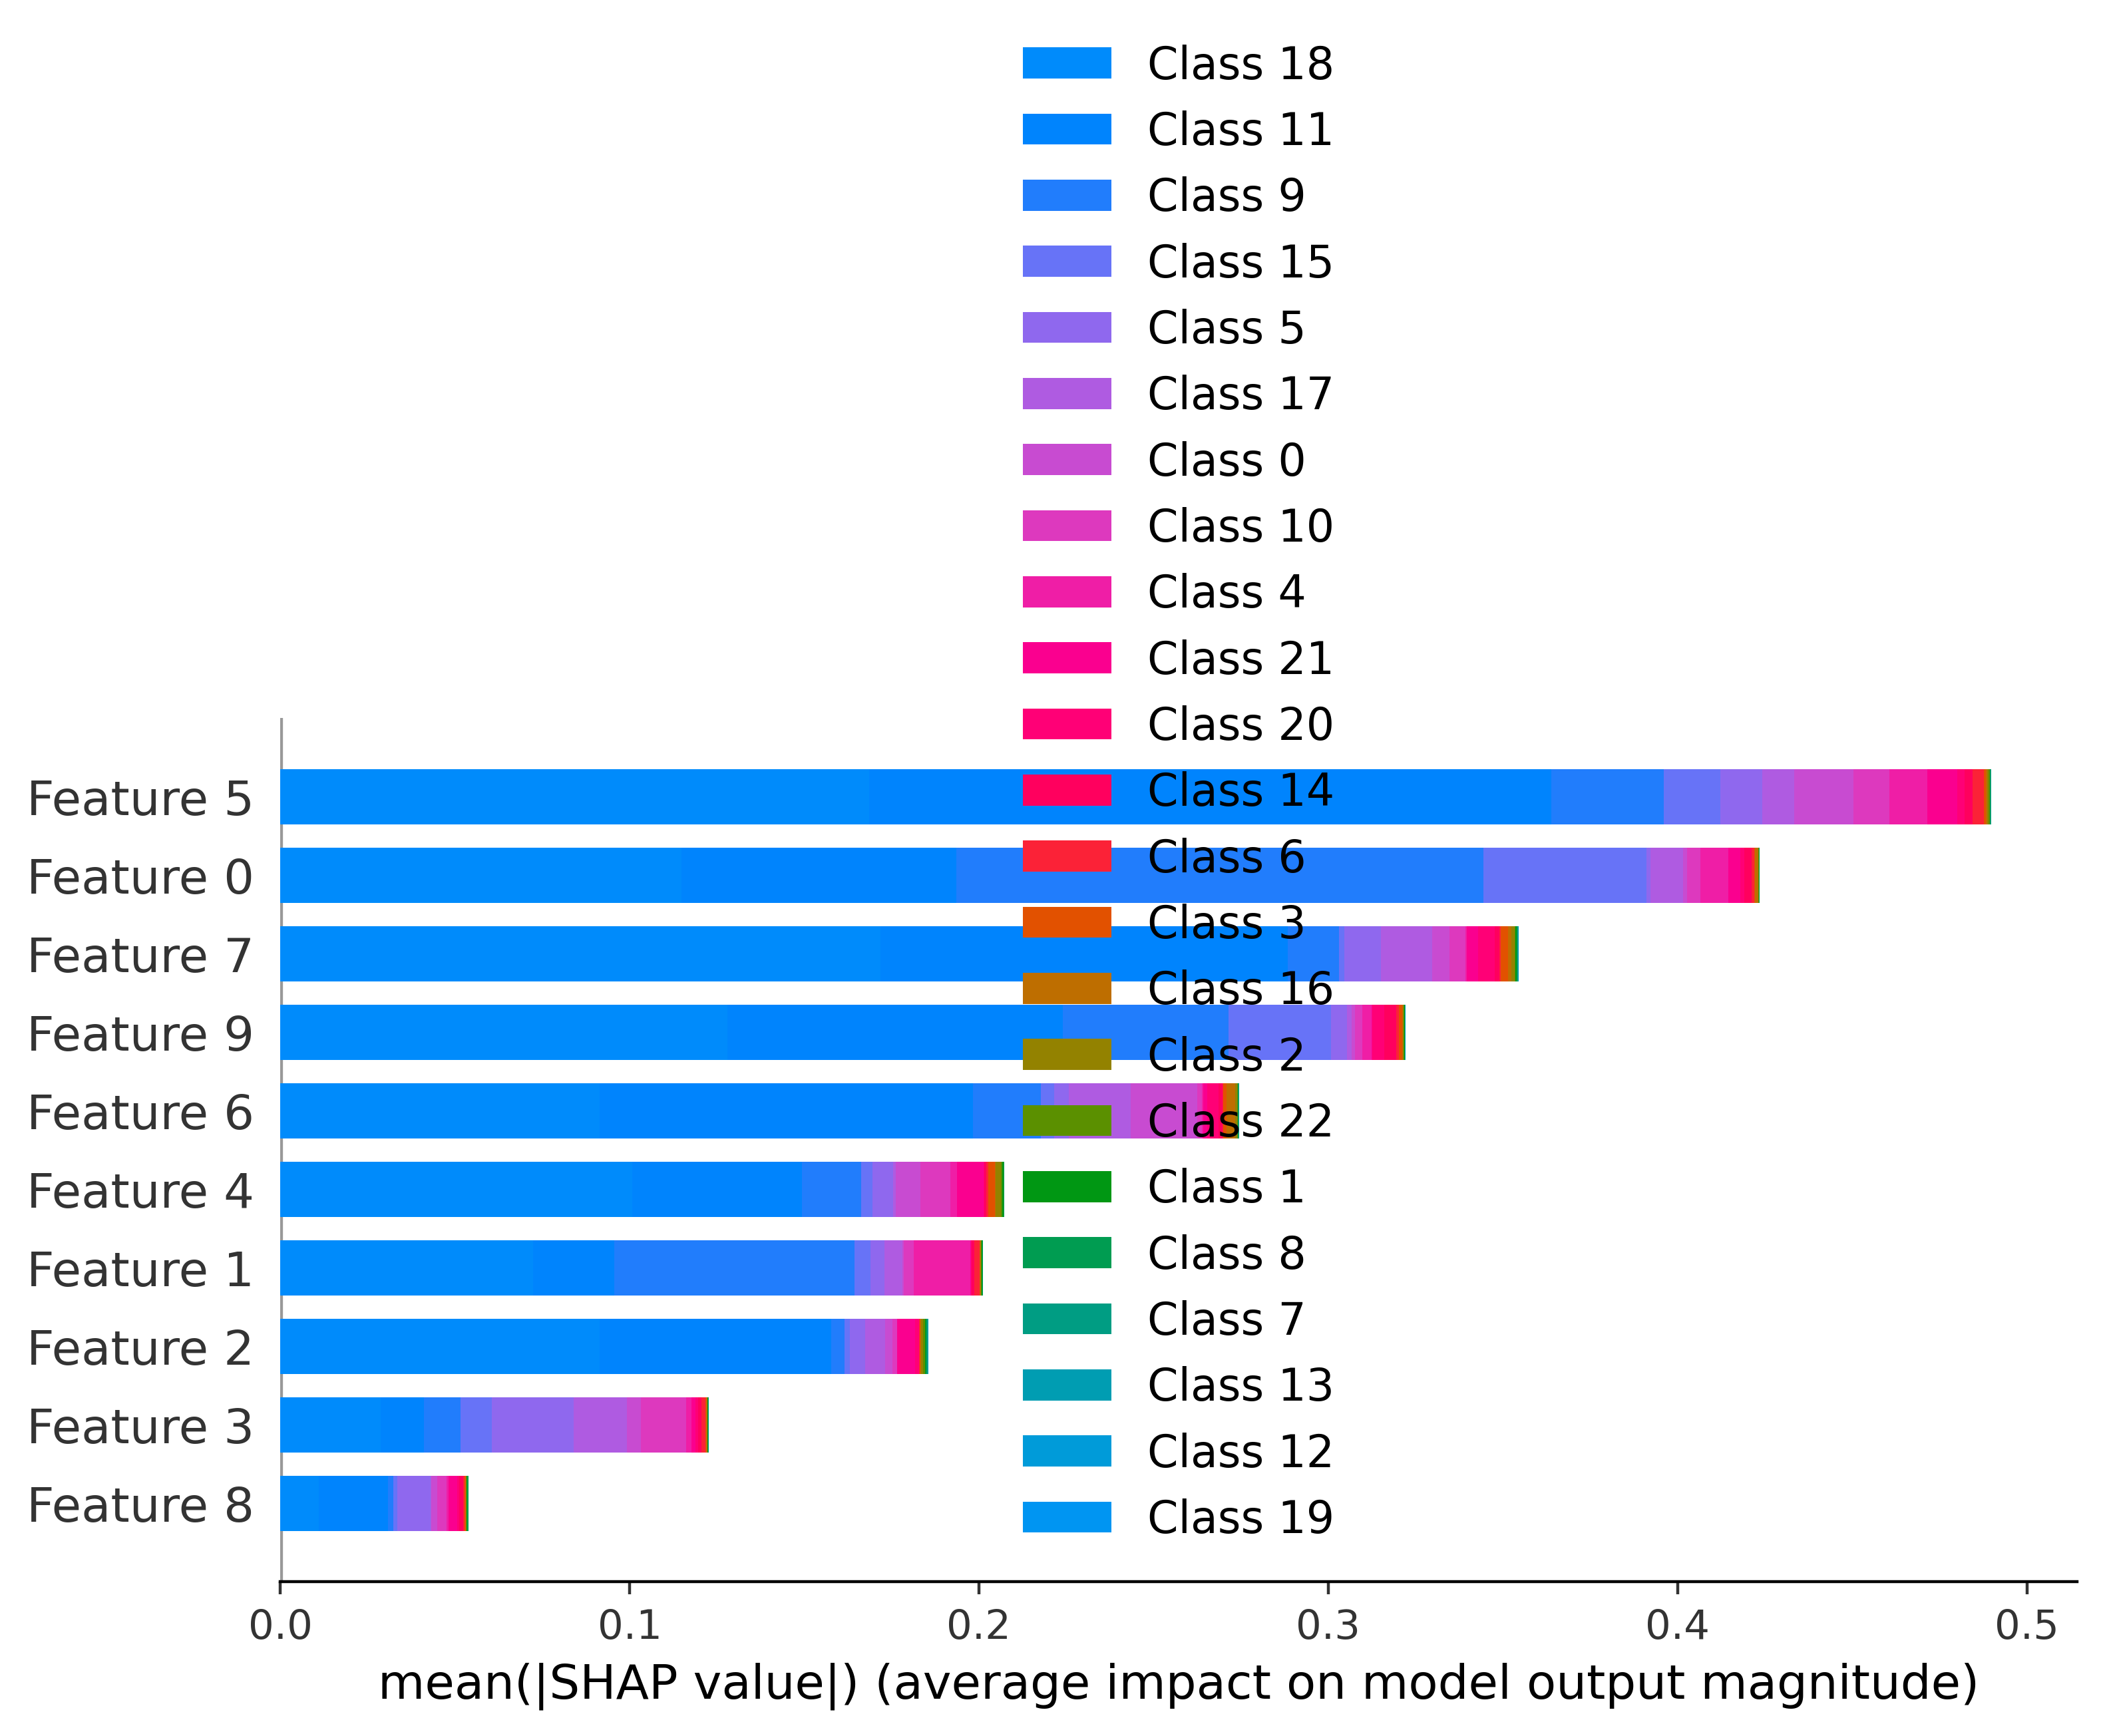 Class 18
Class 11
Class 9
Class 15
Class 5
Class 17
Class 0
Class 10
Class 4
Class 21
Class 20
Class 14
Class 6
Class 3
Class 16
Class 2
Class 22
Class 1
Class 8
Class 7
Class 13
Class 12
Class 19
Feature 5
Feature 0
Feature 7
Feature 9
Feature 6
Feature 4
Feature 1
Feature 2
Feature 3
Feature 8
0.0 0.1 0.2 0.3 0.4 0.5
mean(|SHAP value|) (average impact on model output magnitude)